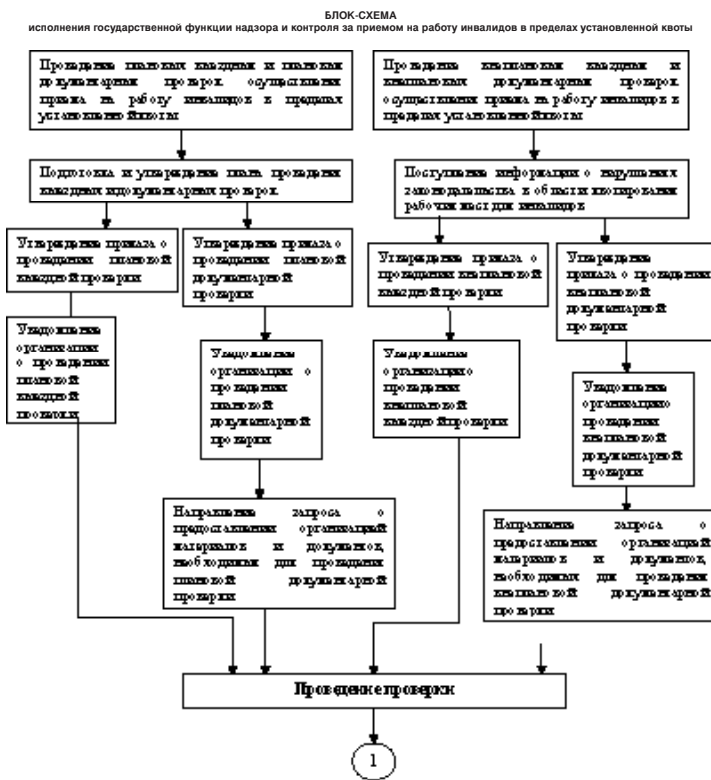 БЛОК-СХЕМА
исполнения государственной функции надзора и контроля за приемом на работу инвалидов в пределах установленной квоты
Проведение плановых выездных и плановых
документарных проверок осуществления
приема на работу инвалидов в пределах
установленной квоты
Проведение внеплановых выездных и
внеплановых документарных проверок
осуществления приема на работу инвалидов в
пределах установленной квоты
Подготовка и утверждение плана проведения
выездных и документарных проверок
Поступление информации о нарушениях
законодательства в области квотирования
рабочих мест для инвалидов
Утверждение приказа о
проведении плановой
выездной проверки
Утверждение приказа о
проведении плановой
документарной
проверки
Утверждение приказа о
проведении внеплановой
выездной проверки
Утверждение
приказа о проведении
внеплановой
документарной
проверки
Уведомление
организации
о проведении
плановой
выездной
проверки
Уведомление
организации о
проведении
плановой
документарной
проверки
Уведомление
организации о
проведении
внеплановой
выездной проверки
Уведомление
организации о
проведении
внеплановой
документарной
проверки
Направление запроса о
предоставлении организацией
материалов и документов,
необходимых для проведения
плановой документарной
проверки
Направление запроса о
предоставлении организацией
материалов и документов,
необходимых для проведения
внеплановой документарной
проверки
Проведение проверки
1